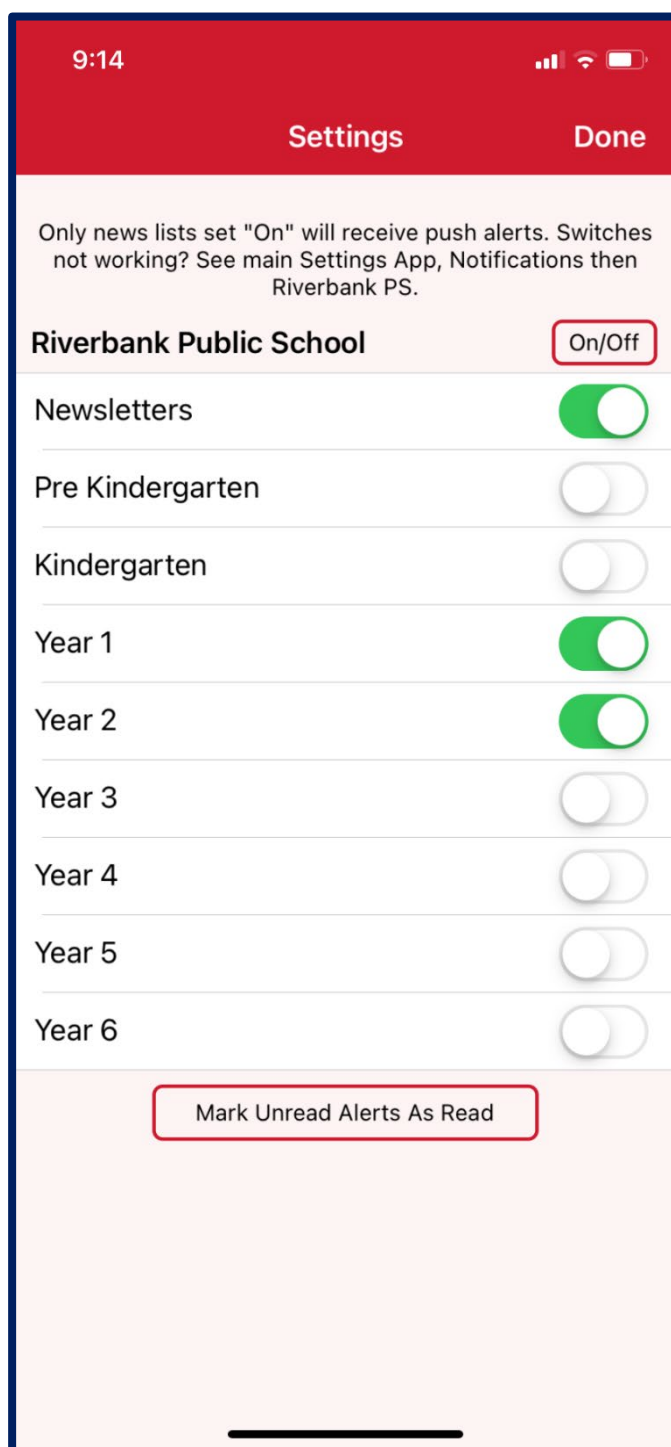 9:14
Settings
Done
Only news lists set "On" will receive push alerts. Switches
not working? See main Settings App, Notifications then
Riverbank PS.
Riverbank Public School
On/Off
Newsletters
Pre Kindergarten
Kindergarten
Year 1
Year 2
Year 3
Year 4
Year 5
Year 6
Mark Unread Alerts As Read